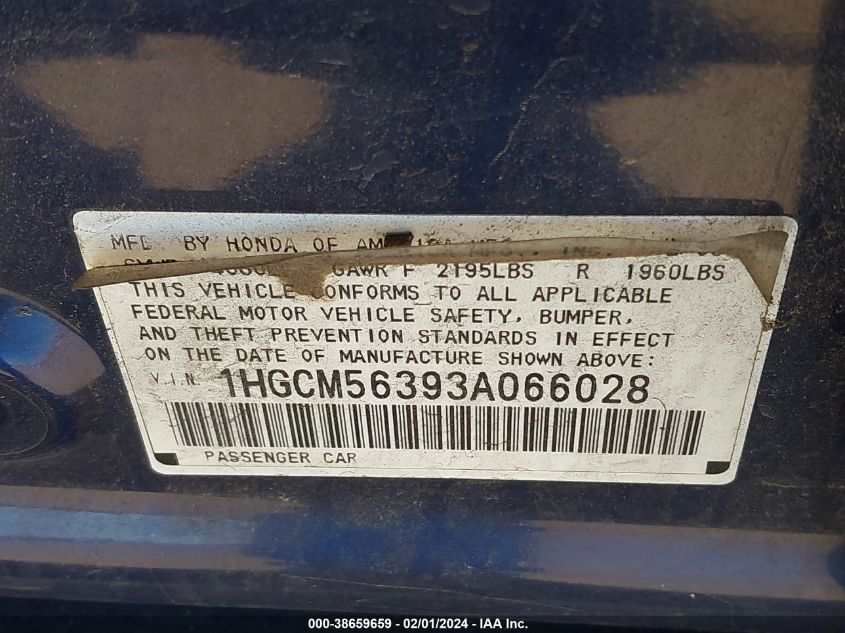 MFD BY HONDA OF AMERICA
GAWR F 2195LBS R 1960LBS
THIS VEHICLE CONFORMS TO ALL APPLICABLE
FEDERAL MOTOR VEHICLE SAFETY, BUMPER,
AND THEFT PREVENTION STANDARDS IN EFFECT
ON THE DATE OF MANUFACTURE SHOWN ABOVE:
V.I.N. 1HGCM56393A066028
PASSENGER CAR
000-38659659 - 02/01/2024 - IAA Inc.